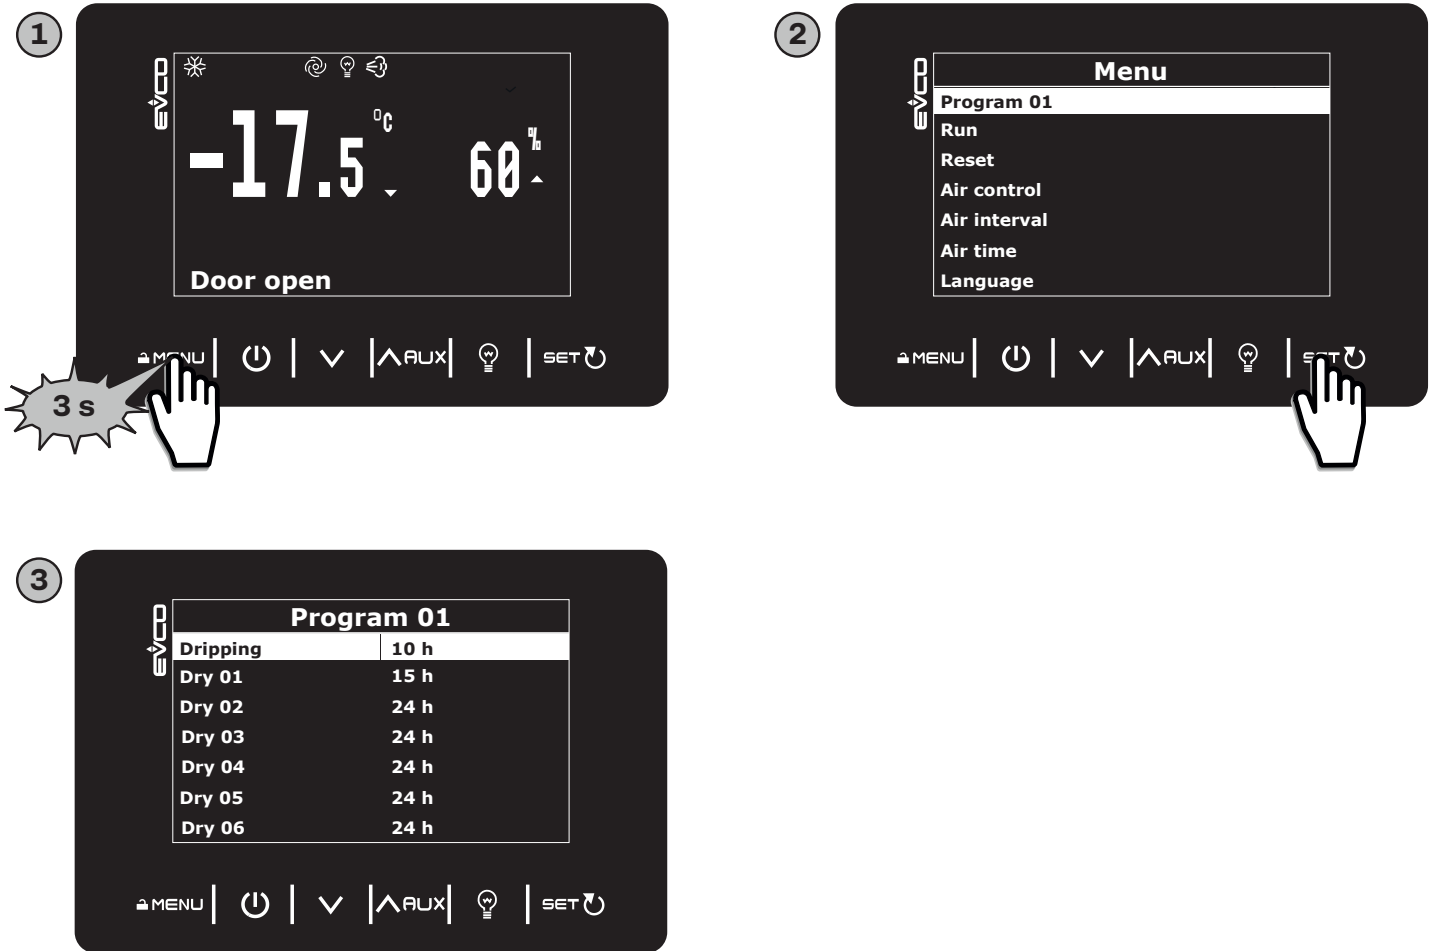 1
evco
-17.5 °C
60 %
Door open
MENU
AUX
SET
3 s
2
evco
Menu
Program 01
Run
Reset
Air control
Air interval
Air time
Language
MENU
AUX
SET
3
evco
Program 01
Dripping 10 h
Dry 01 15 h
Dry 02 24 h
Dry 03 24 h
Dry 04 24 h
Dry 05 24 h
Dry 06 24 h
MENU
AUX
SET